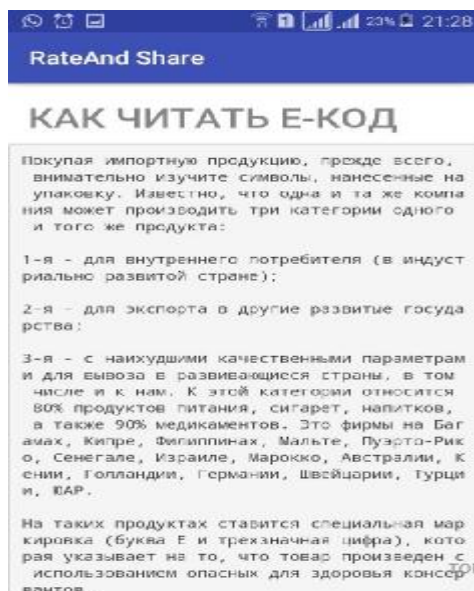 23% 21:28
RateAnd Share
КАК ЧИТАТЬ Е-КОД
Покупая импортную продукцию, прежде всего,
внимательно изучите символы, нанесенные на
упаковку. Известно, что одна и та же компа
ния может производить три категории одного
и того же продукта:
1-я - для внутреннего потребителя (в индуст
риально развитой стране);
2-я - для экспорта в другие развитые госуда
рства;
3-я - с наихудшими качественными параметрам
и для вывоза в развивающиеся страны, в том
числе и к нам. К этой категории относится
80% продуктов питания, сигарет, напитков,
а также 90% медикаментов. Это фирмы на Баг
амах, Кипре, Филиппинах, Мальте, Пуэрто-Рик
о, Сенегале, Израиле, Марокко, Австралии, К
ении, Голландии, Германии, Швейцарии, Турци
и, ЮАР.
На таких продуктах ставится специальная мар
кировка (буква Е и трехзначная цифра), кото
рая указывает на то, что товар произведен с
использованием опасных для здоровья консер
вантов